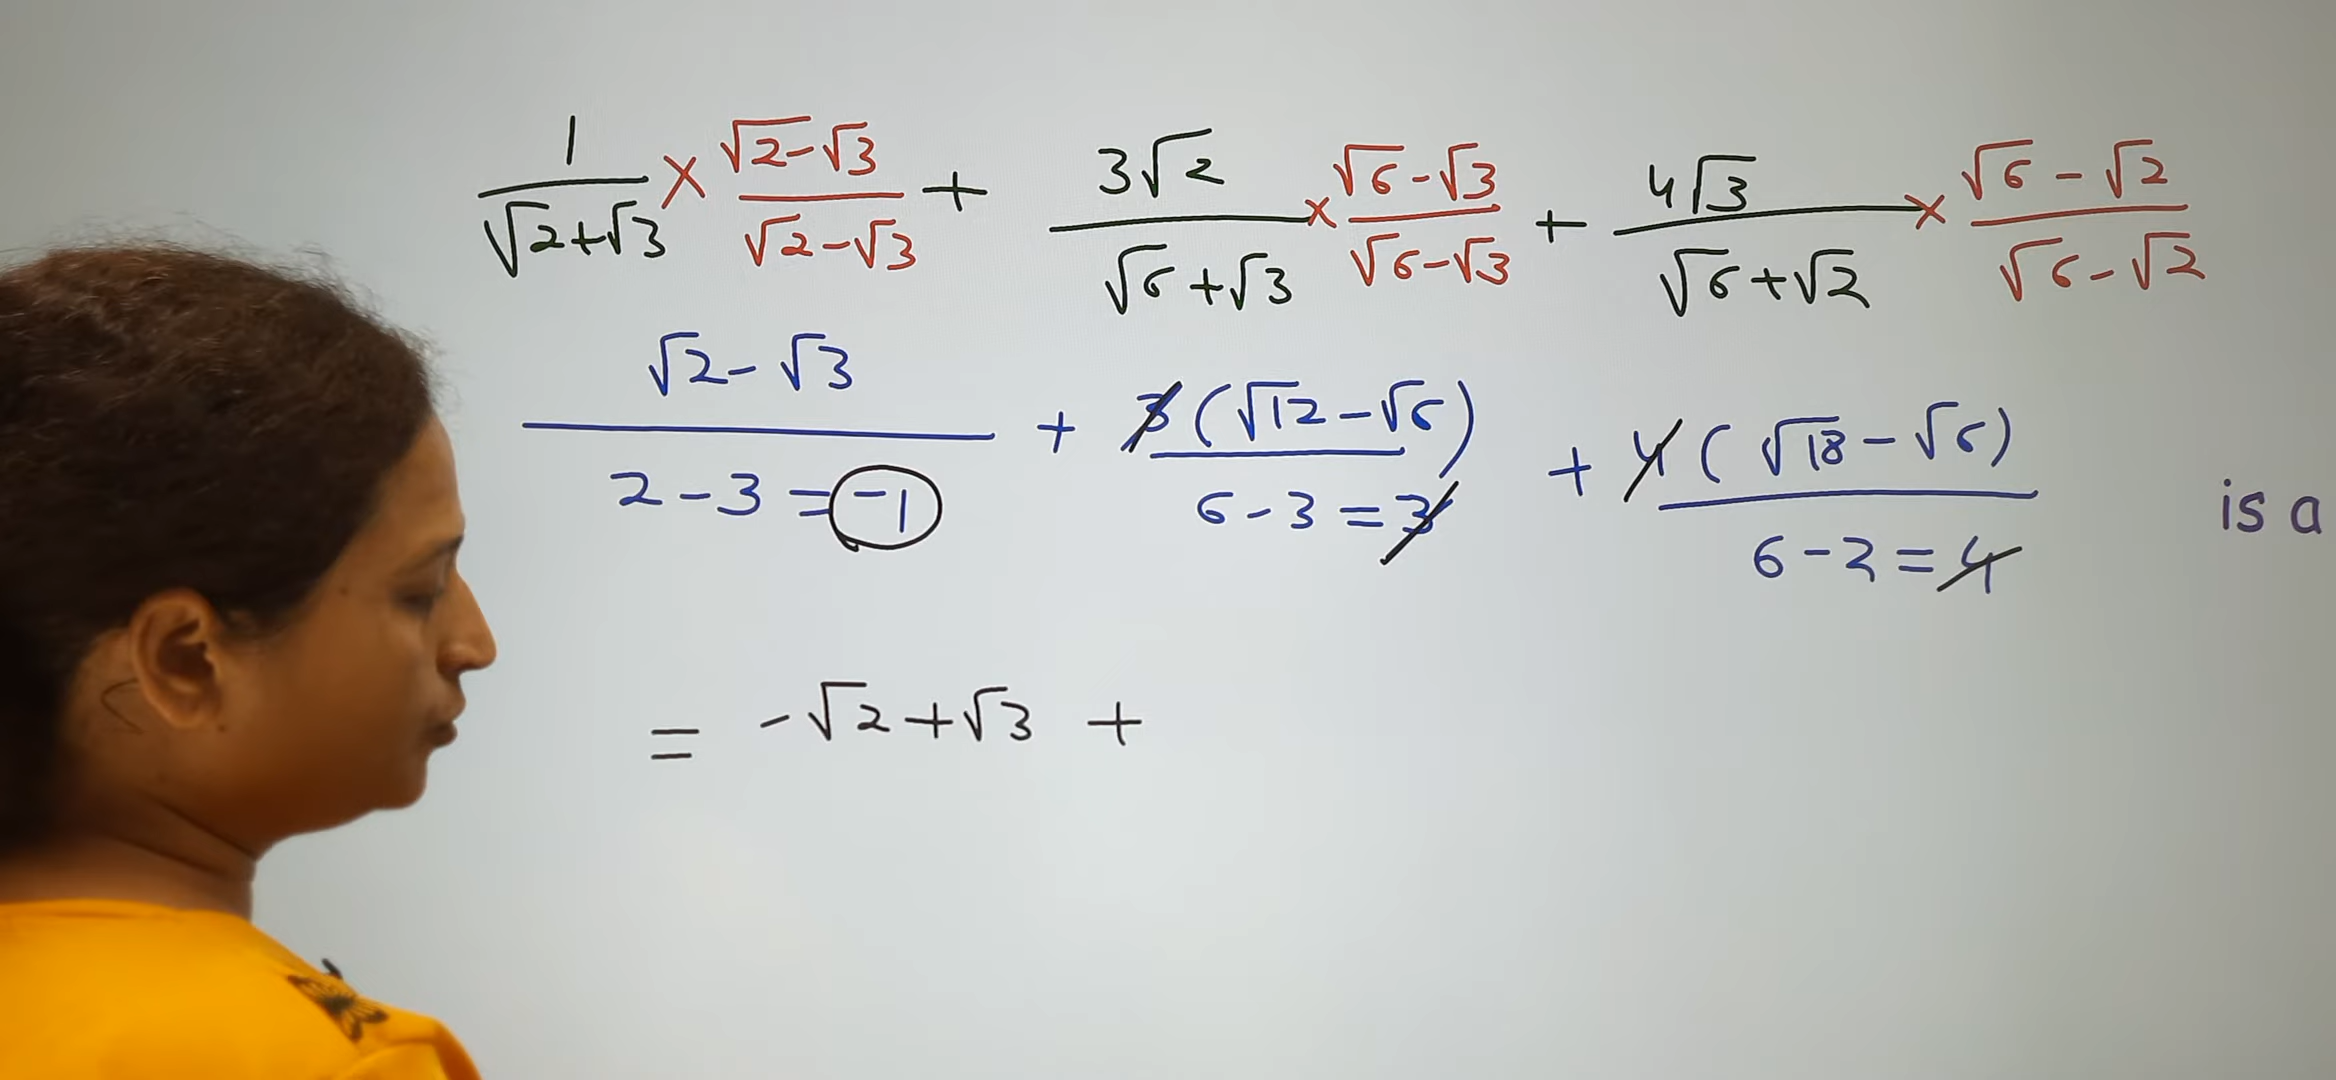 1/(√2+√3) × (√2-√3)/(√2-√3) + 3√2/(√6+√3) × (√6-√3)/(√6-√3) + 4√3/(√6+√2) × (√6-√2)/(√6-√2)
(√2-√3)/(2-3=-1) + 3(√12-√6)/(6-3=3) + 4(√18-√6)/(6-2=4)
is a
= -√2+√3 +